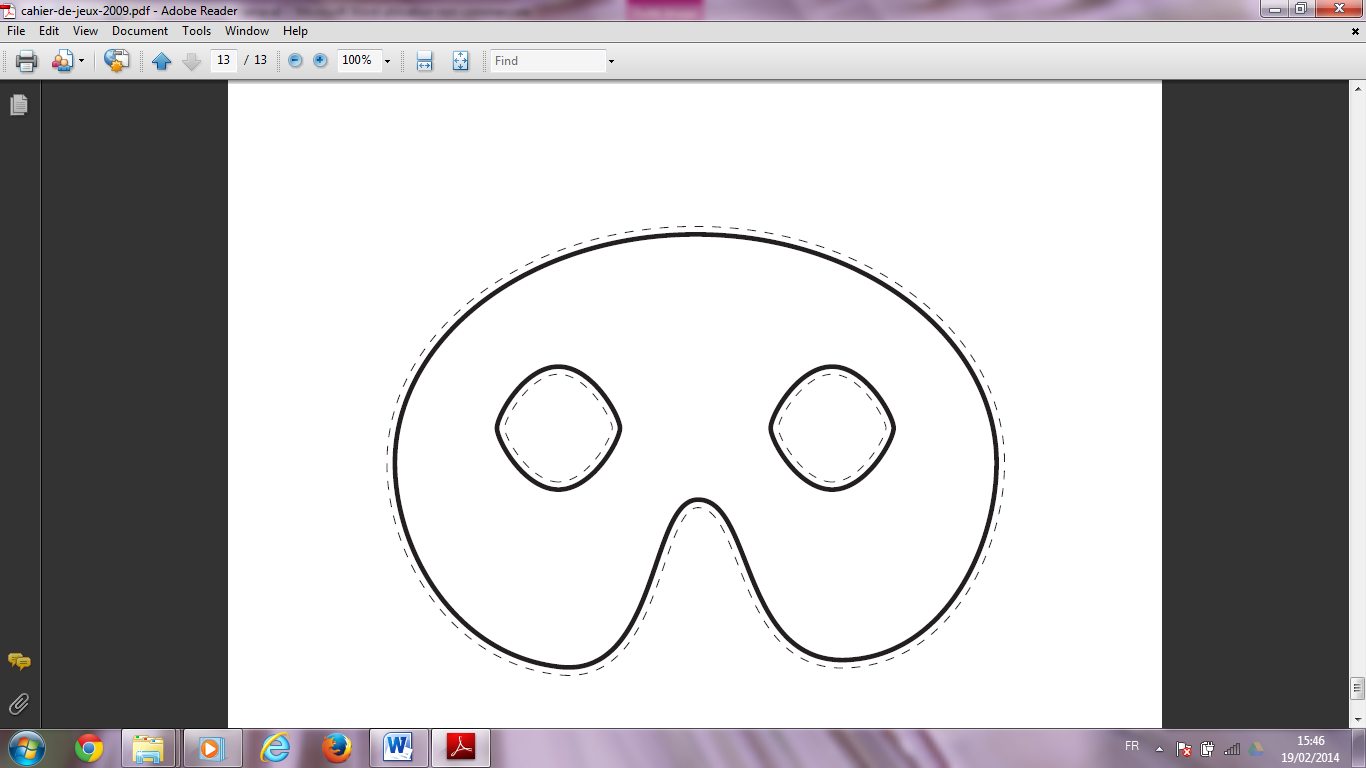 cahier-de-jeux-2009.pdf - Adobe Reader
File Edit View Document Tools Window Help
13 / 13 100% Find
FR 15:46
19/02/2014